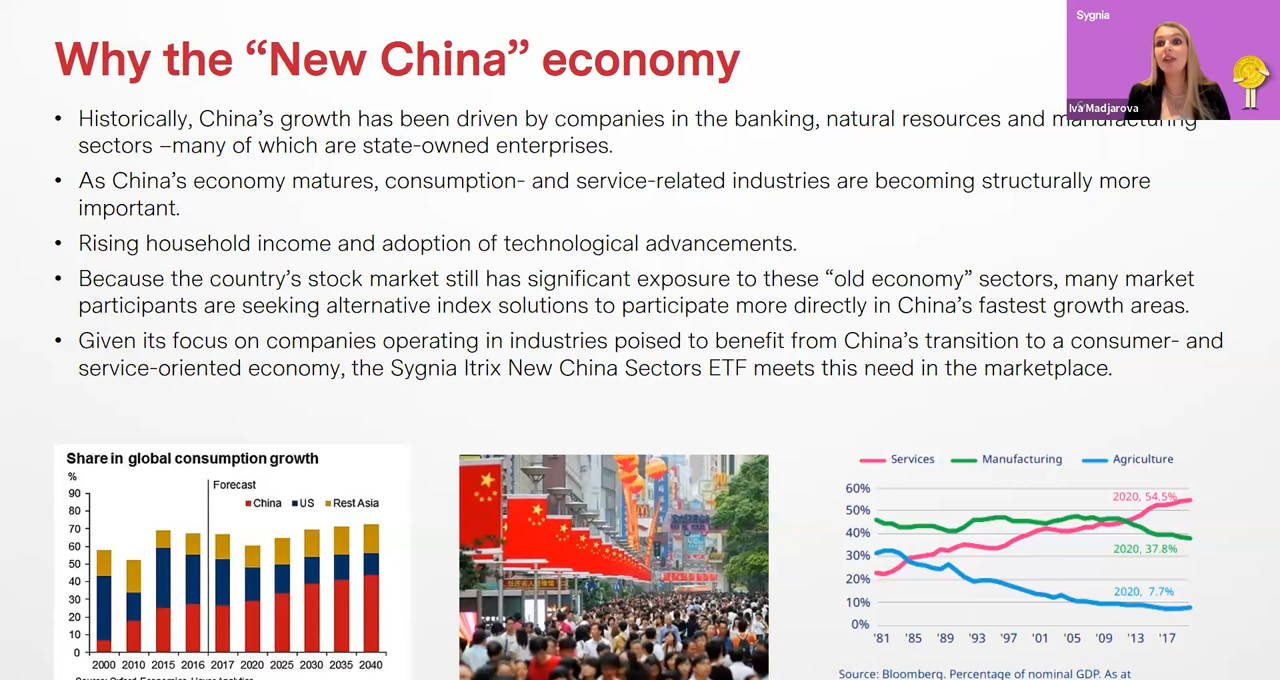 Sygnia
Iva Madjarova
Why the “New China” economy
• Historically, China’s growth has been driven by companies in the banking, natural resources and manufacturing
sectors –many of which are state-owned enterprises.
• As China’s economy matures, consumption- and service-related industries are becoming structurally more
important.
• Rising household income and adoption of technological advancements.
• Because the country’s stock market still has significant exposure to these “old economy” sectors, many market
participants are seeking alternative index solutions to participate more directly in China’s fastest growth areas.
• Given its focus on companies operating in industries poised to benefit from China’s transition to a consumer- and
service-oriented economy, the Sygnia Itrix New China Sectors ETF meets this need in the marketplace.
Share in global consumption growth
%
Forecast
China US Rest Asia
90
80
70
60
50
40
30
20
10
0
2000 2010 2015 2016 2017 2020 2025 2030 2035 2040
Services Manufacturing Agriculture
60%
50%
40%
30%
20%
10%
0%
2020, 54.5%
2020, 37.8%
2020, 7.7%
'81 '85 '89 '93 '97 '01 '05 '09 '13 '17
Source: Bloomberg. Percentage of nominal GDP. As at